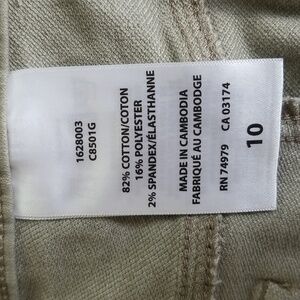 1628003
C8501G
82% COTTON/COTON
16% POLYESTER
2% SPANDEX/ÉLASTHANNE
MADE IN CAMBODIA
FABRIQUÉ AU CAMBODGE
RN 74979 CA 03174
10